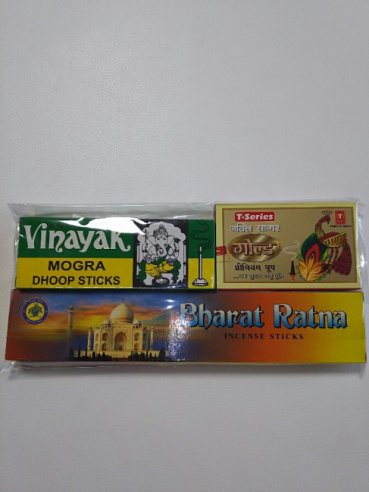 Vinayak
MOGRA
DHOOP STICKS
T-Series
गोल्ड
Bharat Ratna
INCENSE STICKS